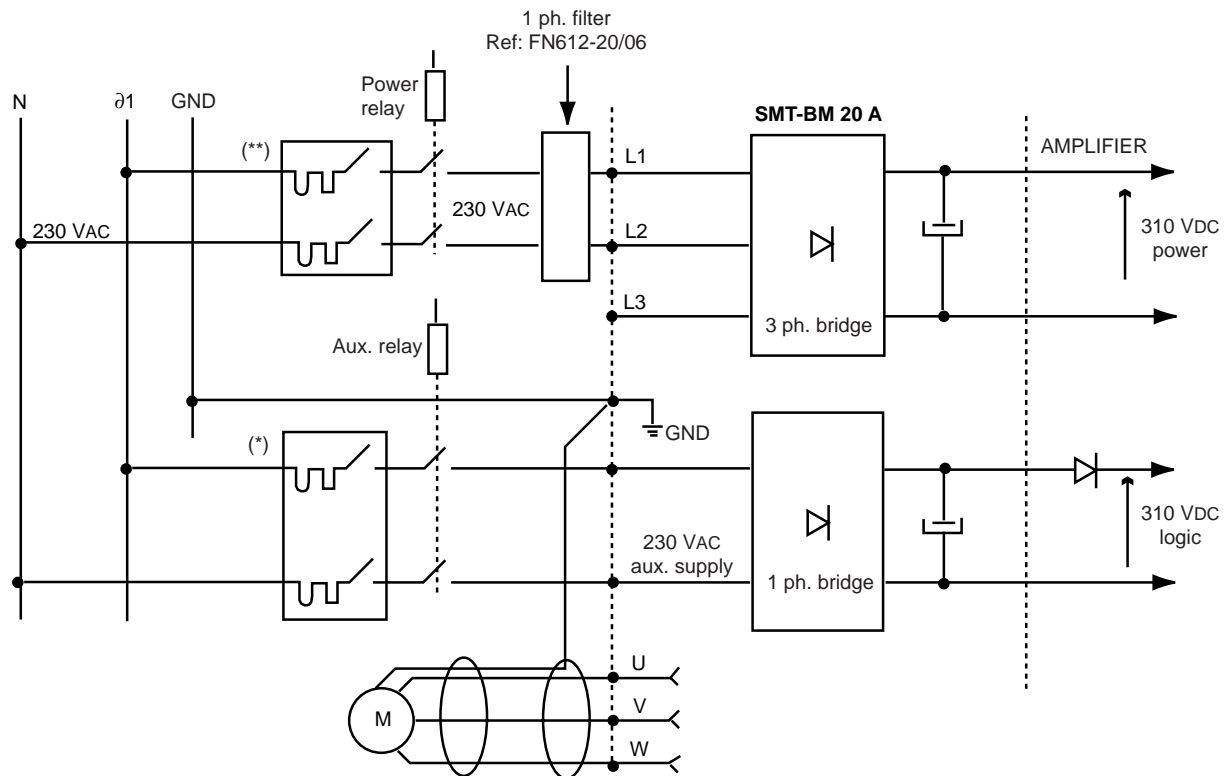 1 ph. filter
Ref: FN612-20/06
N
∂1
GND
Power
relay
SMT-BM 20 A
(**)
L1
AMPLIFIER
230 VAC
230 VAC
L2
310 VDC
power
L3
3 ph. bridge
Aux. relay
GND
(*)
310 VDC
logic
230 VAC
aux. supply
1 ph. bridge
U
M
V
W